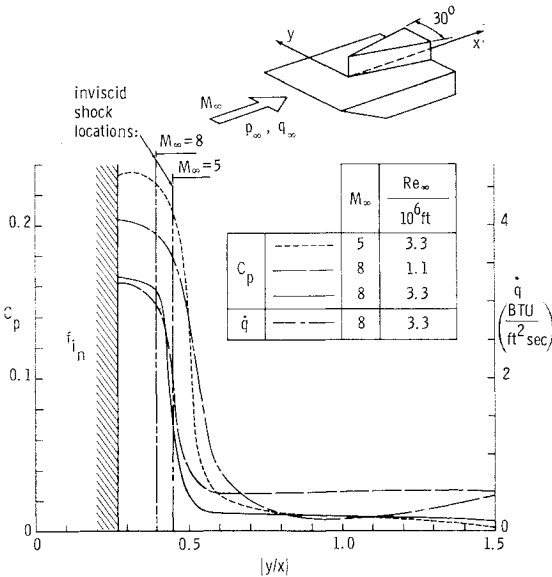 30°
y
x
M∞
p∞ , q∞
inviscid
shock
locations:
M∞=8
M∞=5
M∞
Re∞
10⁶ft
Cp
5
3.3
8
1.1
8
3.3
q̇
8
3.3
0.2
Cp
0.1
0
fin
4
q̇
(BTU
ft² sec)
2
0
0
0.5
1.0
1.5
|y/x|